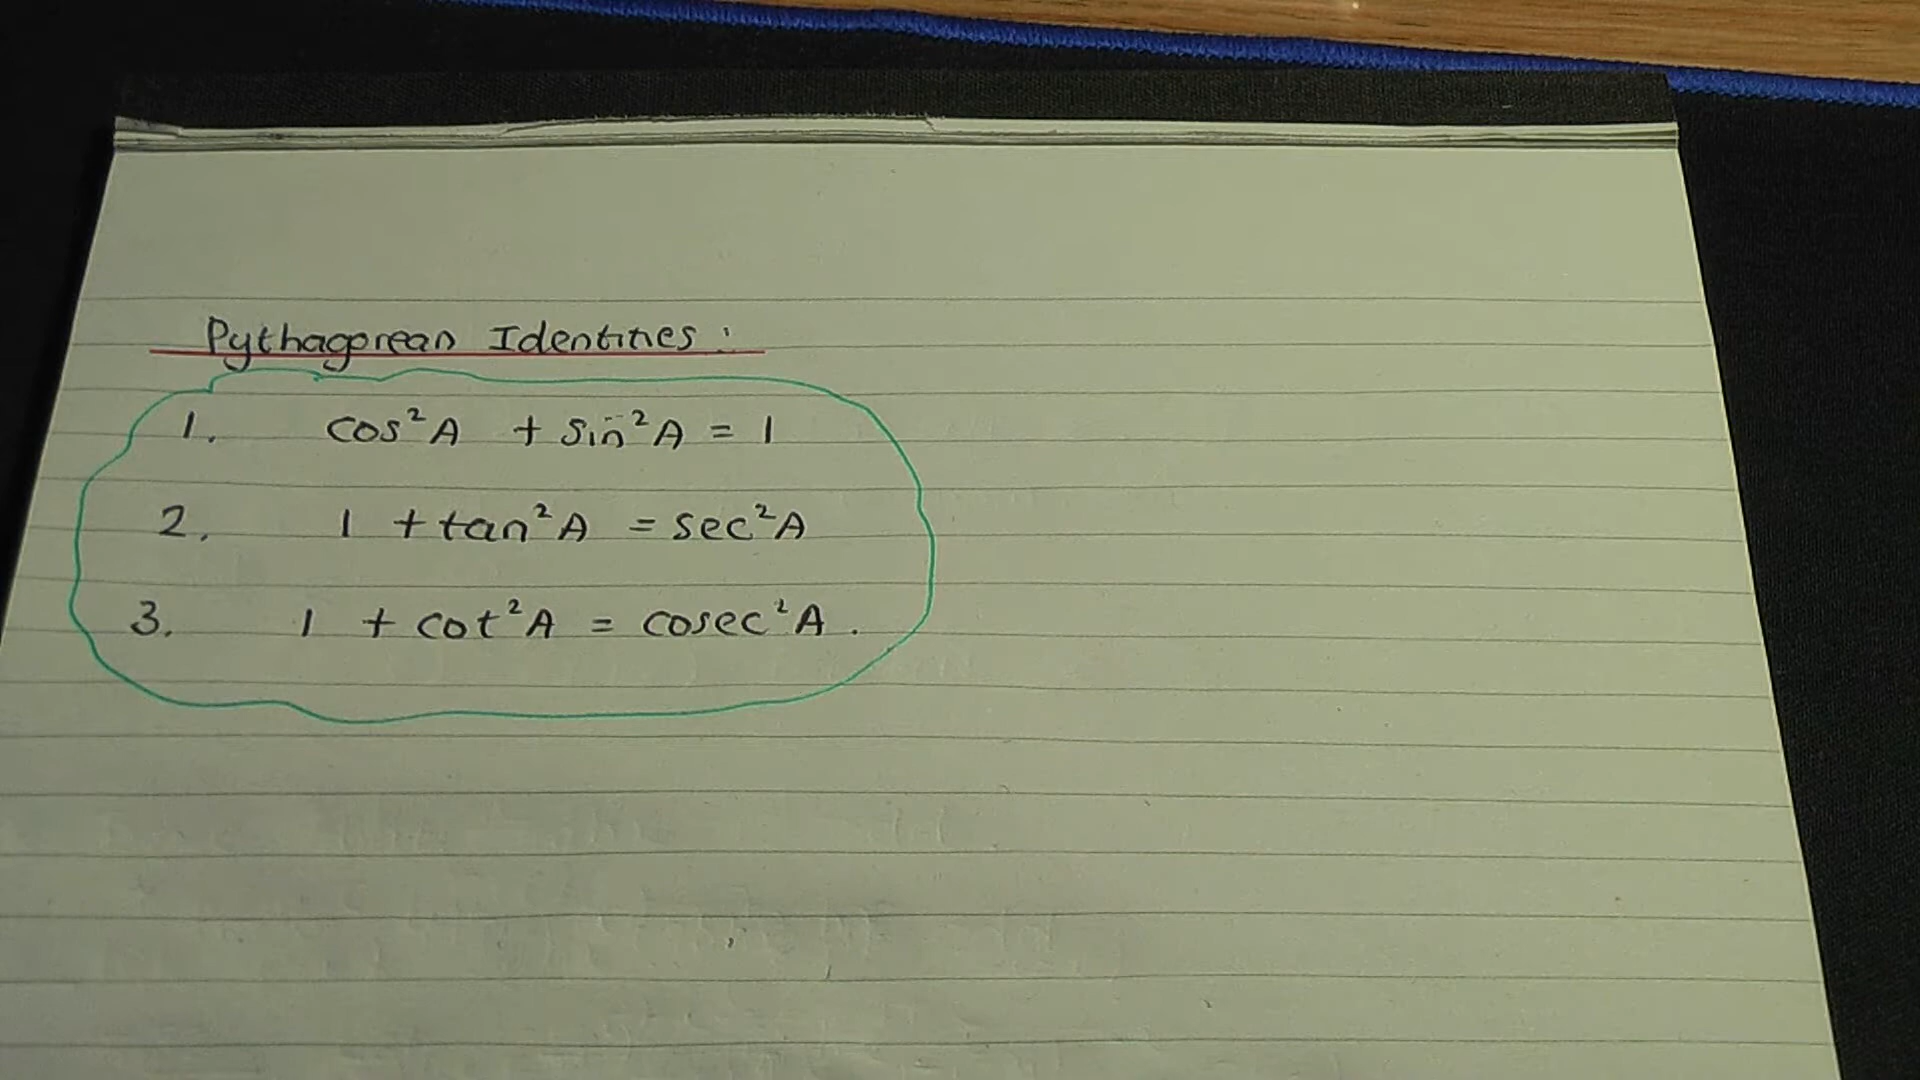 Pythagorean Identities :
1. cos²A + sin²A = 1
2. 1 + tan²A = sec²A
3. 1 + cot²A = cosec²A .